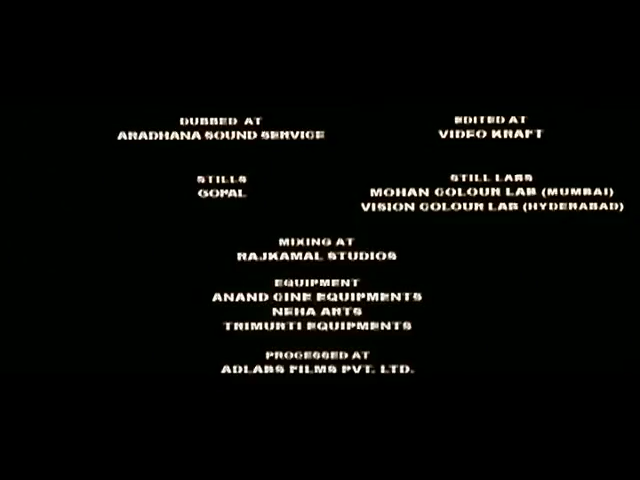 DUBBED AT
ARADHANA SOUND SERVICE
EDITED AT
VIDEO KRAFT
STILLS
GOPAL
STILL LABS
MOHAN COLOUR LAB (MUMBAI)
VISION COLOUR LAB (HYDERABAD)
MIXING AT
RAJKAMAL STUDIOS
EQUIPMENT
ANAND CINE EQUIPMENTS
NEHA ARTS
TRIMURTI EQUIPMENTS
PROCESSED AT
ADLABS FILMS PVT. LTD.